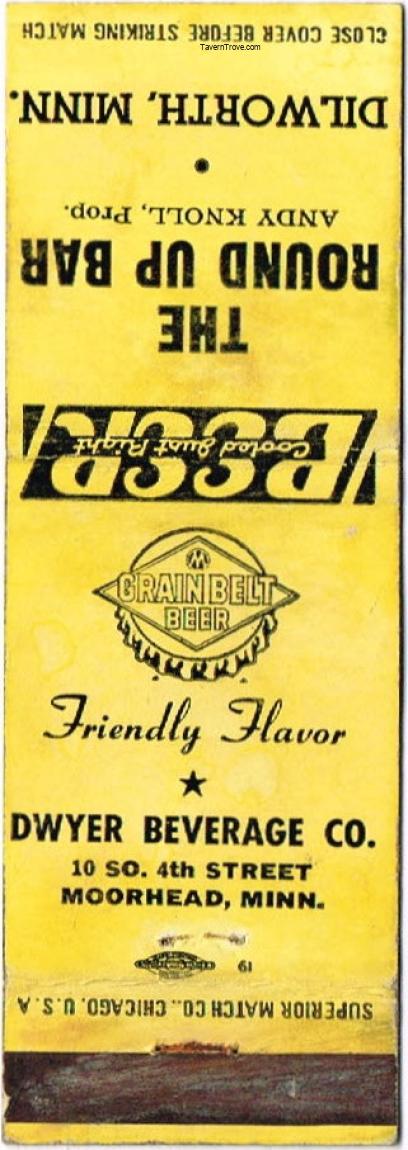 CLOSE COVER BEFORE STRIKING MATCH
TavernTrove.com
DILWORTH, MINN.
•
ANDY KNOLL, Prop.
THE
ROUND UP BAR
BEER
Cooled Just Right
M
GRAIN BELT
BEER
Friendly Flavor
★
DWYER BEVERAGE CO.
10 SO. 4th STREET
MOORHEAD, MINN.
61
SUPERIOR MATCH CO., CHICAGO, U.S.A